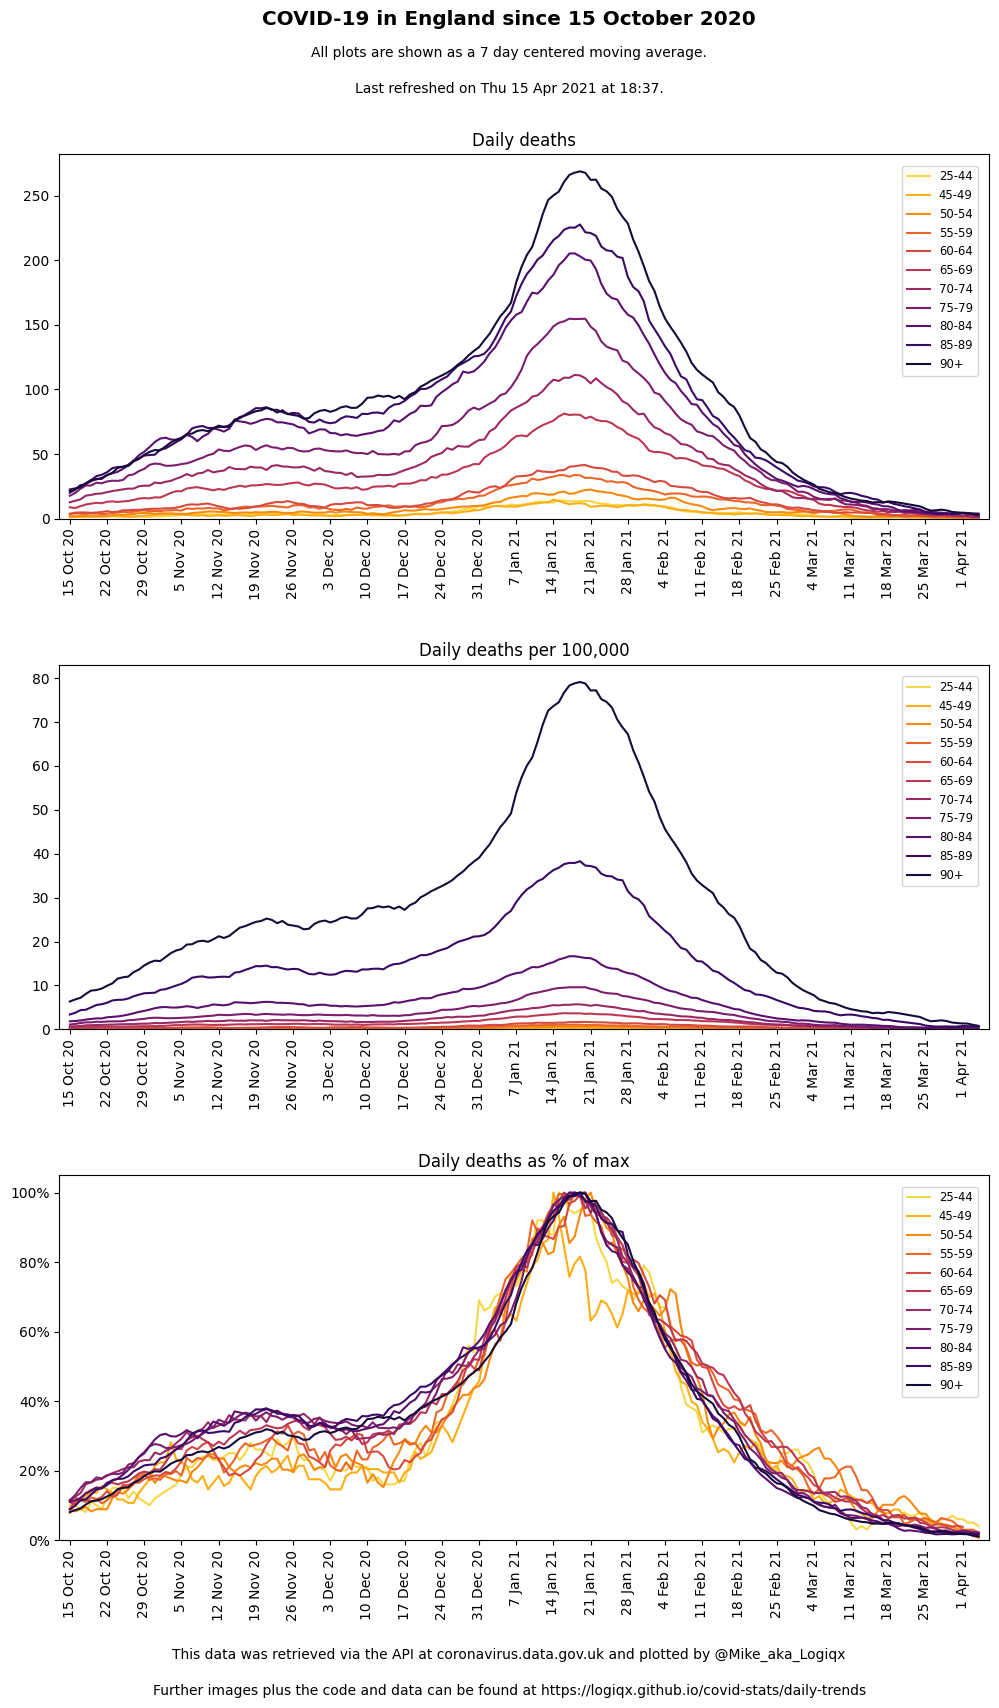 COVID-19 in England since 15 October 2020
All plots are shown as a 7 day centered moving average.
Last refreshed on Thu 15 Apr 2021 at 18:37.
Daily deaths
250
200
150
100
50
0
25-44
45-49
50-54
55-59
60-64
65-69
70-74
75-79
80-84
85-89
90+
15 Oct 20
22 Oct 20
29 Oct 20
5 Nov 20
12 Nov 20
19 Nov 20
26 Nov 20
3 Dec 20
10 Dec 20
17 Dec 20
24 Dec 20
31 Dec 20
7 Jan 21
14 Jan 21
21 Jan 21
28 Jan 21
4 Feb 21
11 Feb 21
18 Feb 21
25 Feb 21
4 Mar 21
11 Mar 21
18 Mar 21
25 Mar 21
1 Apr 21
Daily deaths per 100,000
80
70
60
50
40
30
20
10
0
25-44
45-49
50-54
55-59
60-64
65-69
70-74
75-79
80-84
85-89
90+
15 Oct 20
22 Oct 20
29 Oct 20
5 Nov 20
12 Nov 20
19 Nov 20
26 Nov 20
3 Dec 20
10 Dec 20
17 Dec 20
24 Dec 20
31 Dec 20
7 Jan 21
14 Jan 21
21 Jan 21
28 Jan 21
4 Feb 21
11 Feb 21
18 Feb 21
25 Feb 21
4 Mar 21
11 Mar 21
18 Mar 21
25 Mar 21
1 Apr 21
Daily deaths as % of max
100%
80%
60%
40%
20%
0%
25-44
45-49
50-54
55-59
60-64
65-69
70-74
75-79
80-84
85-89
90+
15 Oct 20
22 Oct 20
29 Oct 20
5 Nov 20
12 Nov 20
19 Nov 20
26 Nov 20
3 Dec 20
10 Dec 20
17 Dec 20
24 Dec 20
31 Dec 20
7 Jan 21
14 Jan 21
21 Jan 21
28 Jan 21
4 Feb 21
11 Feb 21
18 Feb 21
25 Feb 21
4 Mar 21
11 Mar 21
18 Mar 21
25 Mar 21
1 Apr 21
This data was retrieved via the API at coronavirus.data.gov.uk and plotted by @Mike_aka_Logiqx
Further images plus the code and data can be found at https://logiqx.github.io/covid-stats/daily-trends